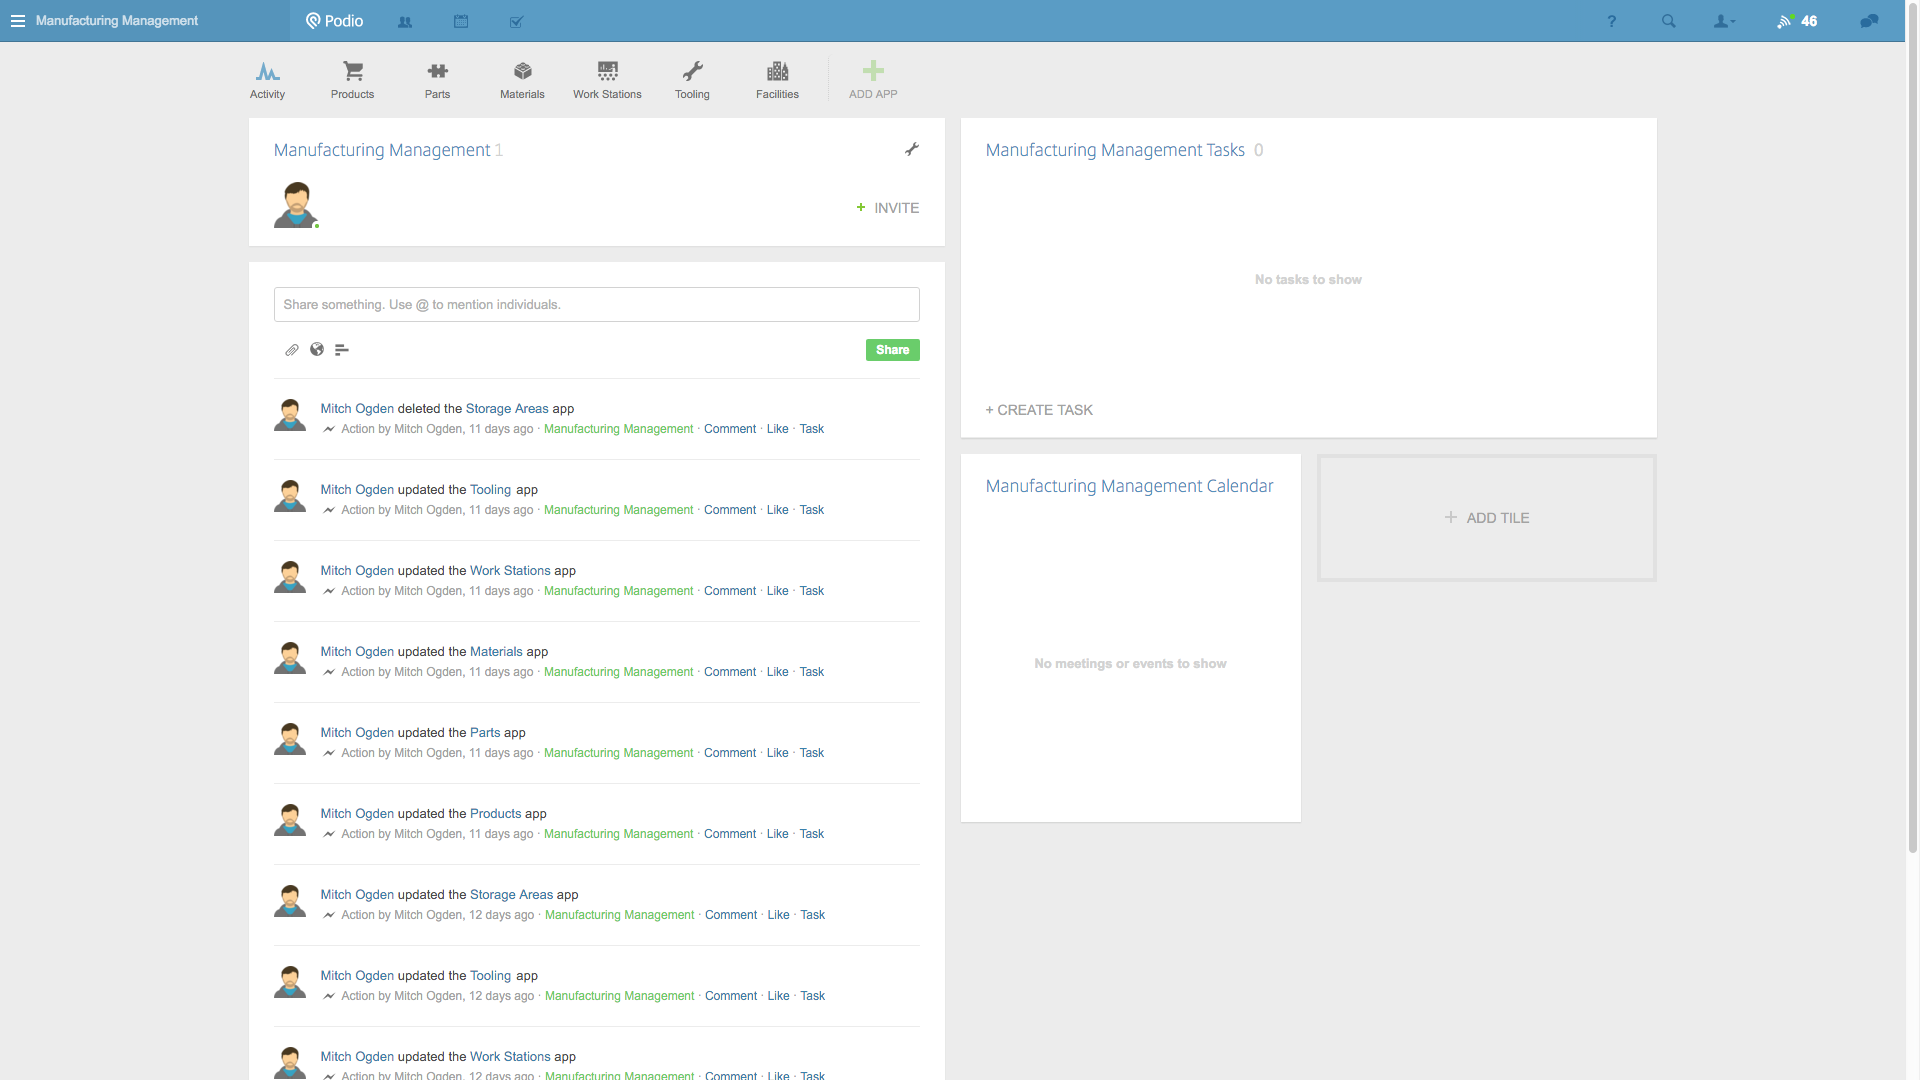 Manufacturing Management
Podio
?
46
Activity
Products
Parts
Materials
Work Stations
Tooling
Facilities
ADD APP
Manufacturing Management 1
+ INVITE
Share something. Use @ to mention individuals.
Share
Mitch Ogden deleted the Storage Areas app
Action by Mitch Ogden, 11 days ago · Manufacturing Management · Comment · Like · Task
Mitch Ogden updated the Tooling app
Action by Mitch Ogden, 11 days ago · Manufacturing Management · Comment · Like · Task
Mitch Ogden updated the Work Stations app
Action by Mitch Ogden, 11 days ago · Manufacturing Management · Comment · Like · Task
Mitch Ogden updated the Materials app
Action by Mitch Ogden, 11 days ago · Manufacturing Management · Comment · Like · Task
Mitch Ogden updated the Parts app
Action by Mitch Ogden, 11 days ago · Manufacturing Management · Comment · Like · Task
Mitch Ogden updated the Products app
Action by Mitch Ogden, 11 days ago · Manufacturing Management · Comment · Like · Task
Mitch Ogden updated the Storage Areas app
Action by Mitch Ogden, 12 days ago · Manufacturing Management · Comment · Like · Task
Mitch Ogden updated the Tooling app
Action by Mitch Ogden, 12 days ago · Manufacturing Management · Comment · Like · Task
Mitch Ogden updated the Work Stations app
Action by Mitch Ogden, 12 days ago · Manufacturing Management · Comment · Like · Task
Manufacturing Management Tasks 0
No tasks to show
+ CREATE TASK
Manufacturing Management Calendar
No meetings or events to show
+ ADD TILE